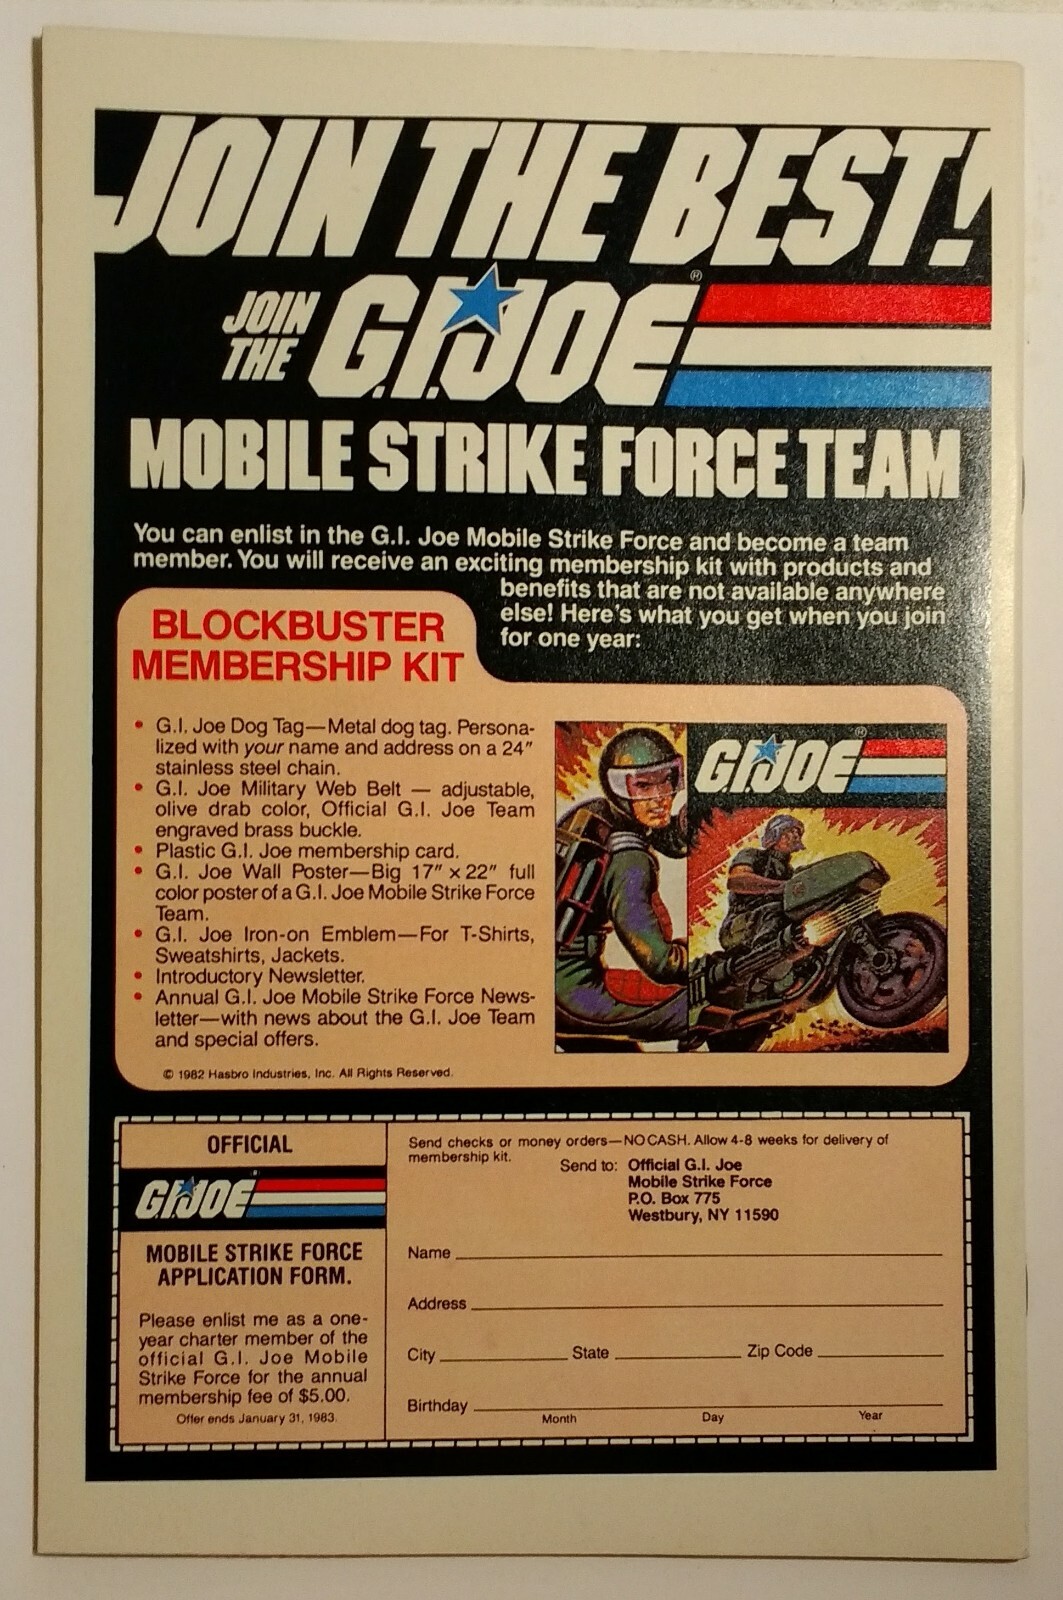 JOIN THE BEST!
JOIN
THE
G.I. JOE®
MOBILE STRIKE FORCE TEAM
You can enlist in the G.I. Joe Mobile Strike Force and become a team
member. You will receive an exciting membership kit with products and
benefits that are not available anywhere
else! Here's what you get when you join
for one year:
BLOCKBUSTER
MEMBERSHIP KIT
• G.I. Joe Dog Tag—Metal dog tag. Persona-
lized with your name and address on a 24"
stainless steel chain.
• G.I. Joe Military Web Belt — adjustable,
olive drab color, Official G.I. Joe Team
engraved brass buckle.
• Plastic G.I. Joe membership card.
• G.I. Joe Wall Poster—Big 17" x 22" full
color poster of a G.I. Joe Mobile Strike Force
Team.
• G.I. Joe Iron-on Emblem—For T-Shirts,
Sweatshirts, Jackets.
• Introductory Newsletter.
• Annual G.I. Joe Mobile Strike Force News-
letter—with news about the G.I. Joe Team
and special offers.
© 1982 Hasbro Industries, Inc. All Rights Reserved.
G.I. JOE®
OFFICIAL
G.I. JOE
MOBILE STRIKE FORCE
APPLICATION FORM.
Please enlist me as a one-
year charter member of the
official G.I. Joe Mobile
Strike Force for the annual
membership fee of $5.00.
Offer ends January 31, 1983.
Send checks or money orders—NO CASH. Allow 4-8 weeks for delivery of
membership kit.
Send to: Official G.I. Joe
Mobile Strike Force
P.O. Box 775
Westbury, NY 11590
Name
Address
City State Zip Code
Birthday
Month Day Year